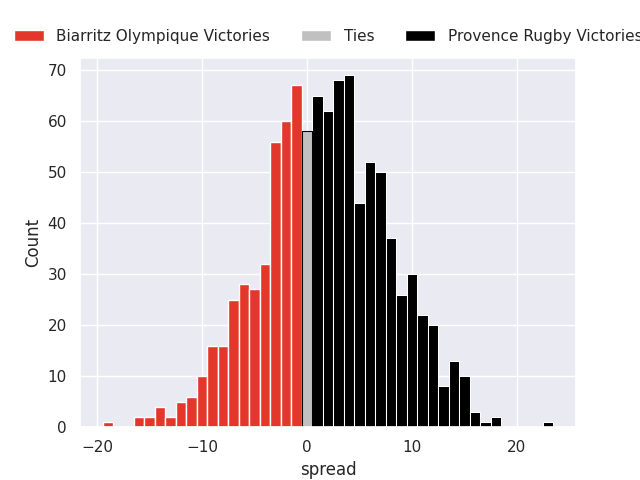 Biarritz Olympique Victories Ties Provence Rugby Victories
70
60
50
40
30
20
10
0
Count
−20 −10 0 10 20
spread